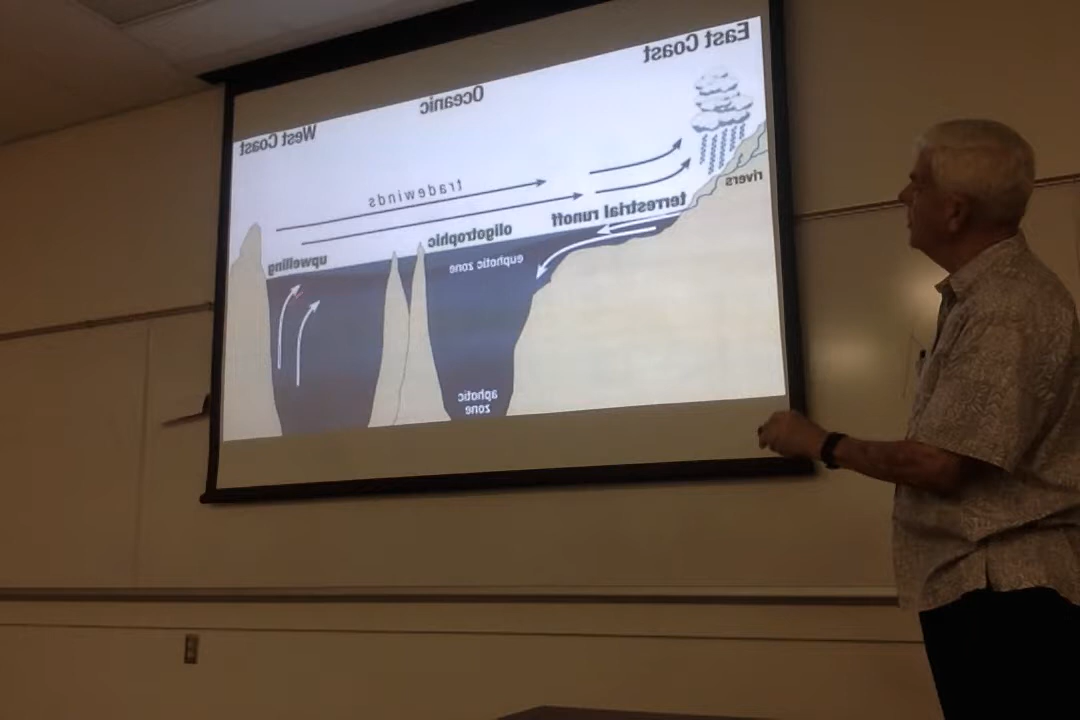 East Coast
Oceanic
West Coast
tradewinds
rivers
terrestrial runoff
oligotrophic
upwelling
euphotic zone
aphotic
zone